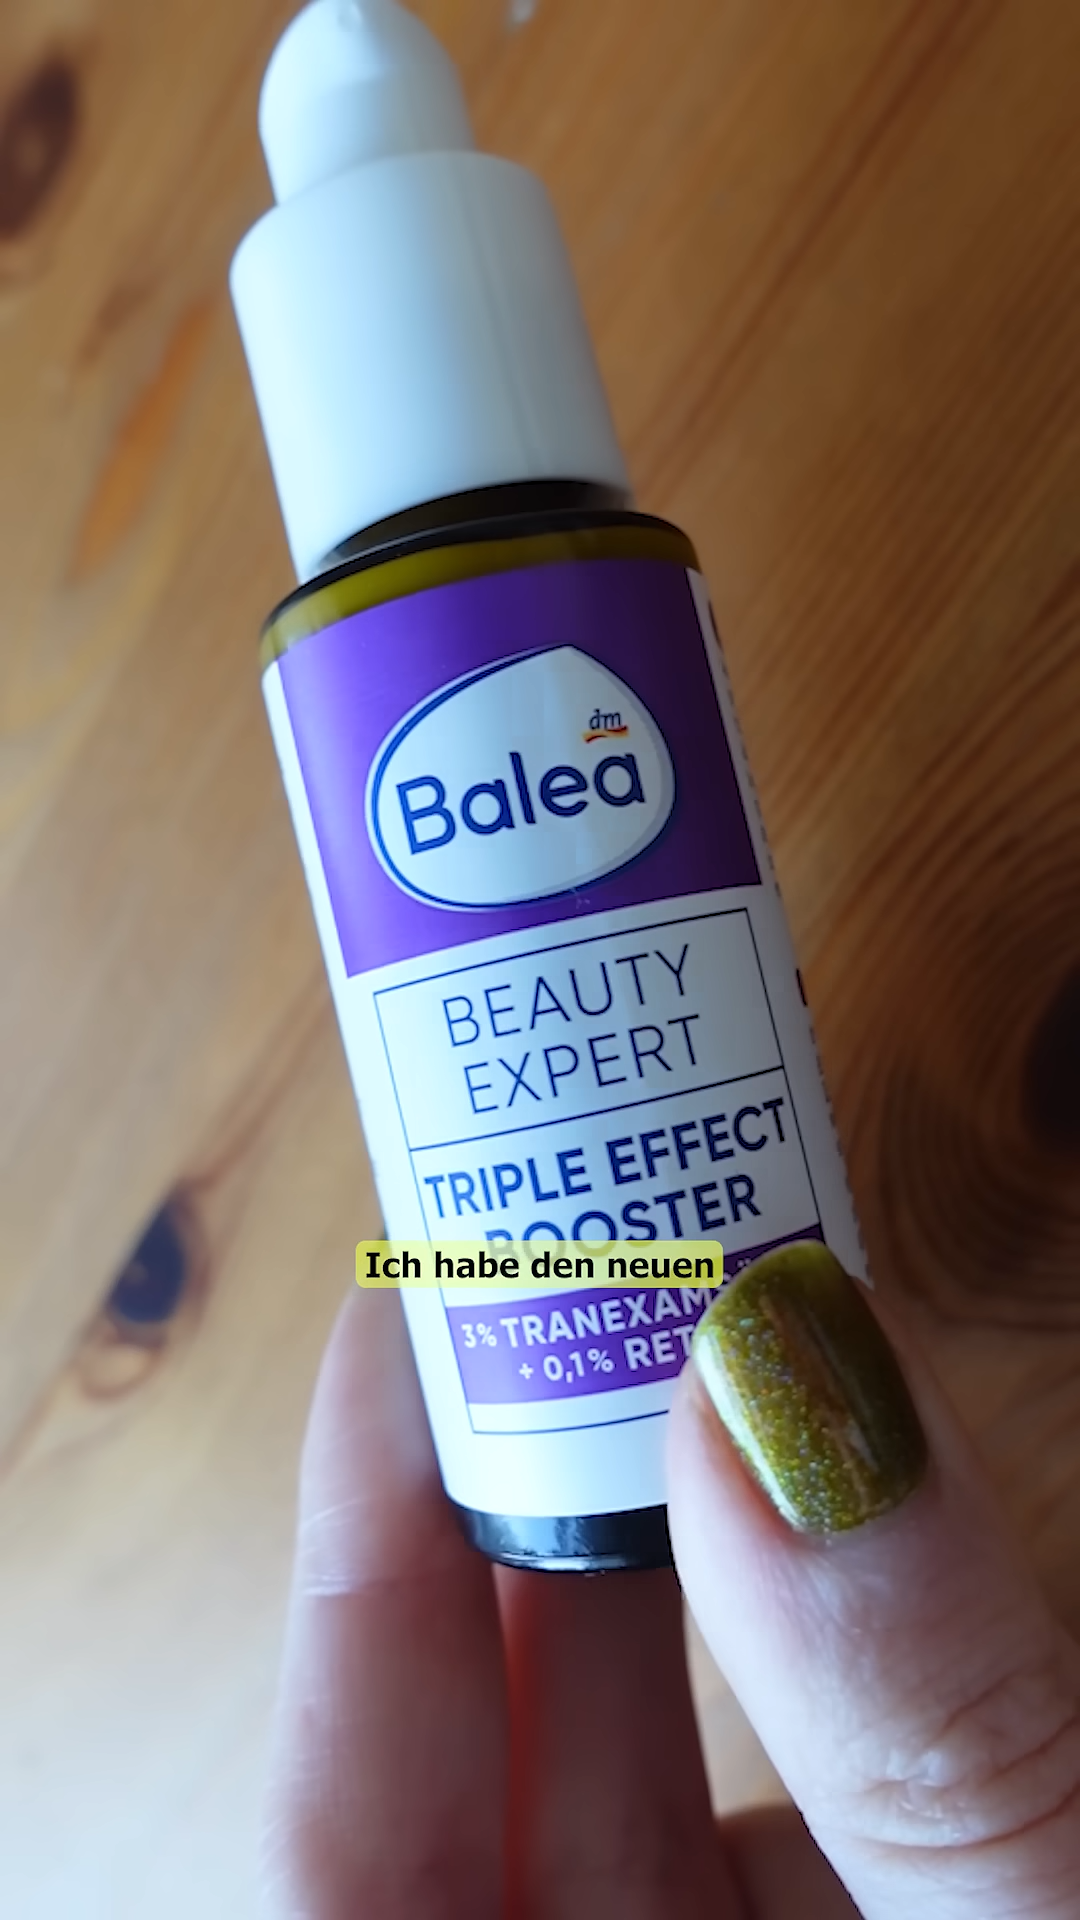 dm
Balea
BEAUTY
EXPERT
TRIPLE EFFECT
BOOSTER
Ich habe den neuen
3% TRANEXAM
+ 0,1% RET